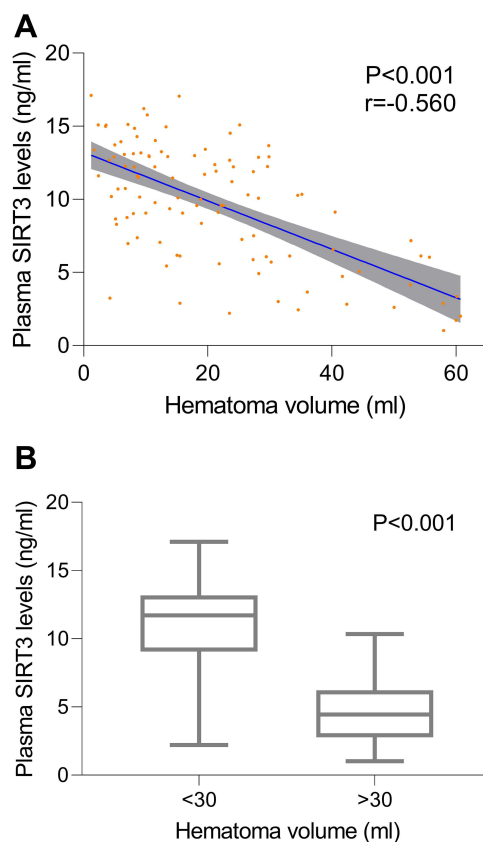 A
Plasma SIRT3 levels (ng/ml)
20
15
10
5
0
P<0.001
r=-0.560
0 20 40 60
Hematoma volume (ml)
B
Plasma SIRT3 levels (ng/ml)
20
15
10
5
0
P<0.001
<30 >30
Hematoma volume (ml)